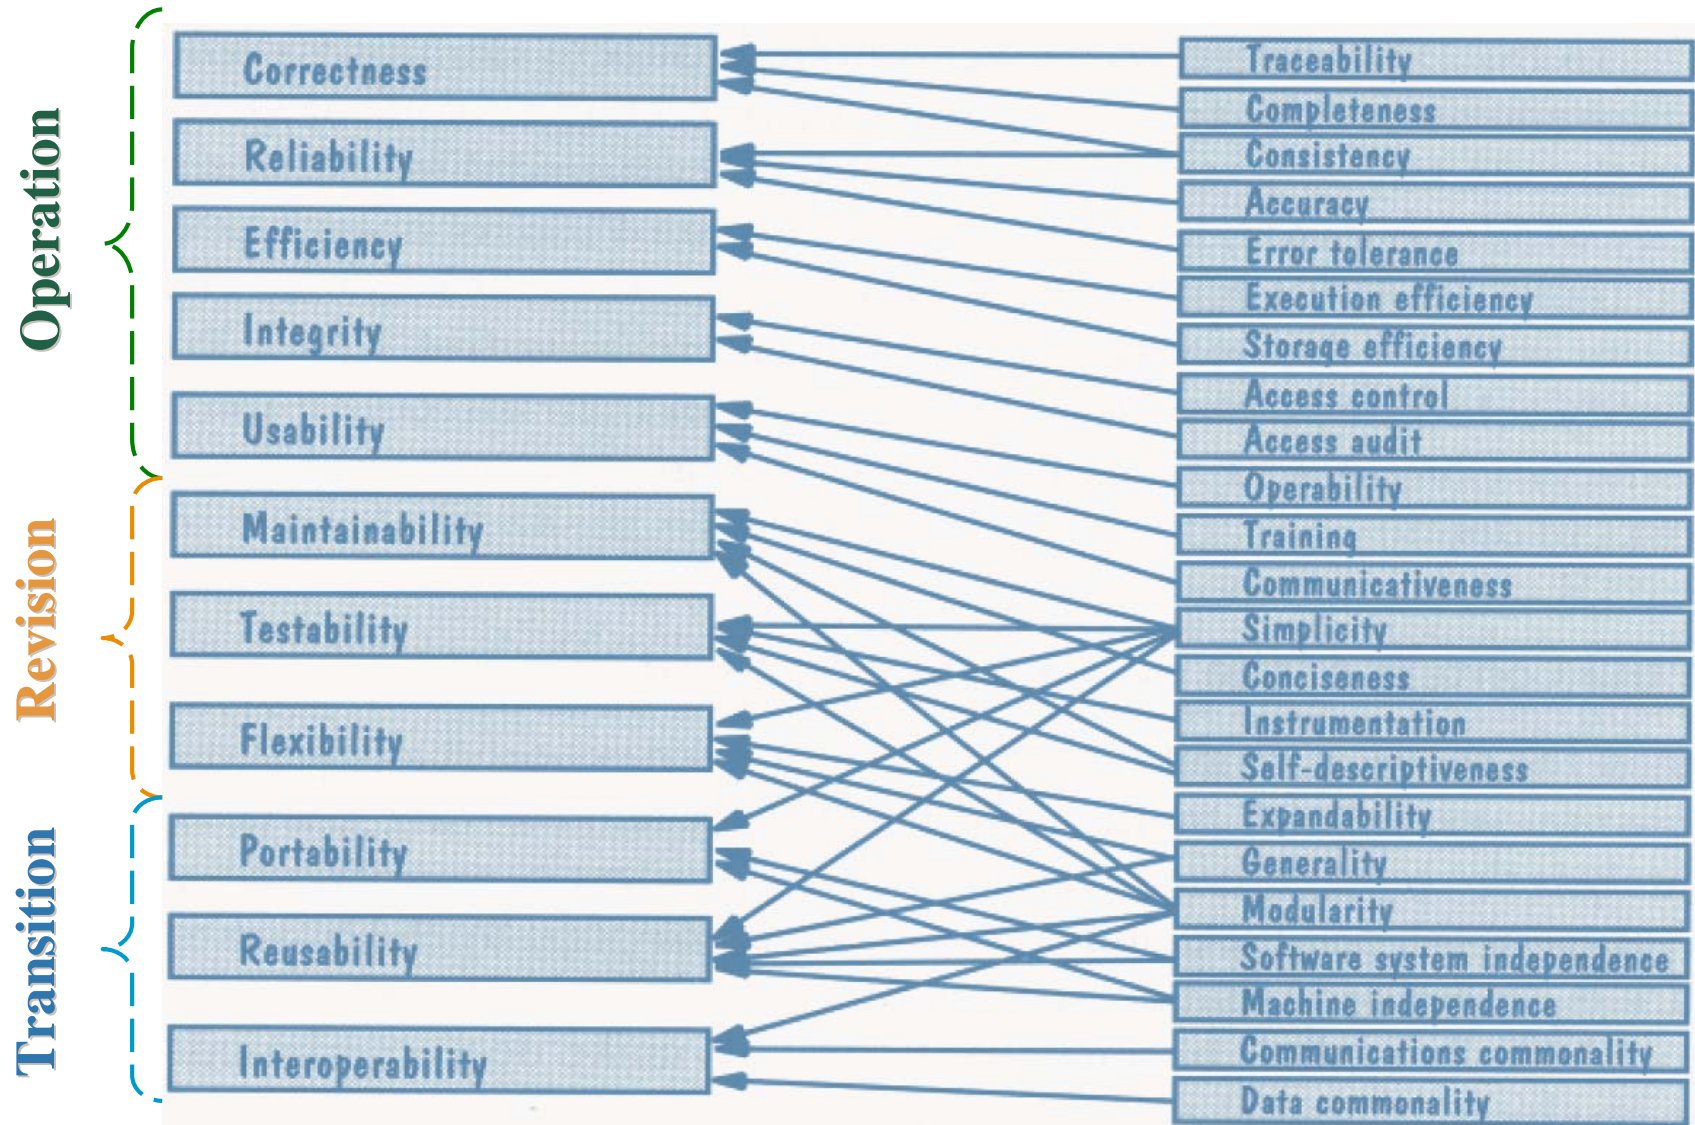 Operation
Revision
Transition
Correctness
Reliability
Efficiency
Integrity
Usability
Maintainability
Testability
Flexibility
Portability
Reusability
Interoperability
Traceability
Completeness
Consistency
Accuracy
Error tolerance
Execution efficiency
Storage efficiency
Access control
Access audit
Operability
Training
Communicativeness
Simplicity
Conciseness
Instrumentation
Self-descriptiveness
Expandability
Generality
Modularity
Software system independence
Machine independence
Communications commonality
Data commonality